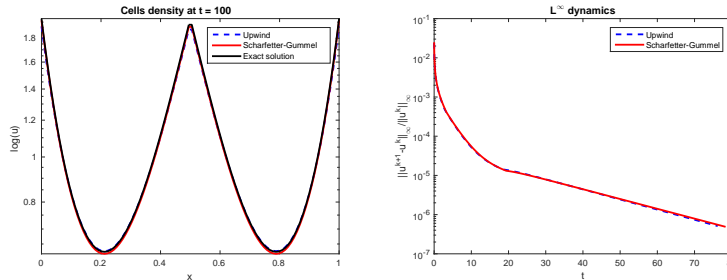 Cells density at t = 100
Upwind
Scharfetter-Gummel
Exact solution
log(u)
1.8
1.6
1.4
1.2
1
0.8
0 0.2 0.4 0.6 0.8 1
x
L^∞ dynamics
Upwind
Scharfetter-Gummel
||u^{k+1}-u^k||_∞/||u^k||_∞
10^{-1}
10^{-2}
10^{-3}
10^{-4}
10^{-5}
10^{-6}
10^{-7}
0 10 20 30 40 50 60 70
t